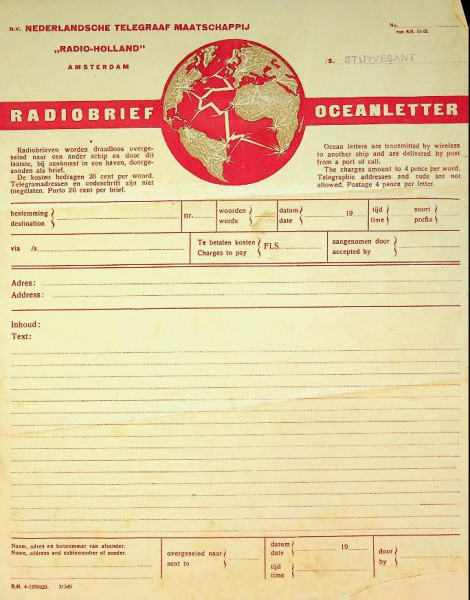 N.V. NEDERLANDSCHE TELEGRAAF MAATSCHAPPIJ
„RADIO-HOLLAND”
AMSTERDAM
No.
van R.H. 11-12.
/S. STUYVESANT
RADIOBRIEF OCEANLETTER
Radiobrieven worden draadloos overge-
seind naar een ander schip en door dit
laatste, bij aankomst in een haven, doorge-
zonden als brief.
De kosten bedragen 20 cent per woord.
Telegramadressen en codeschrift zijn niet
toegelaten. Porto 20 cent per brief.
Ocean letters are transmitted by wireless
to another ship and are delivered by post
from a port of call.
The charges amount to 4 pence per word.
Telegraphic addresses and code are not
allowed. Postage 4 pence per letter.
bestemming
destination
nr.
woorden
words
datum
date
19
tijd
time
soort
prefix
via /s
Te betalen kosten
Charges to pay
FLS.
aangenomen door
accepted by
Adres:
Address:
Inhoud:
Text:
Naam, adres en hutnummer van afzender.
Name, address and cabinnumber of sender.
overgeseind naar
sent to
datum
date
19
tijd
time
door
by
R.H. 4-1250629. 31349